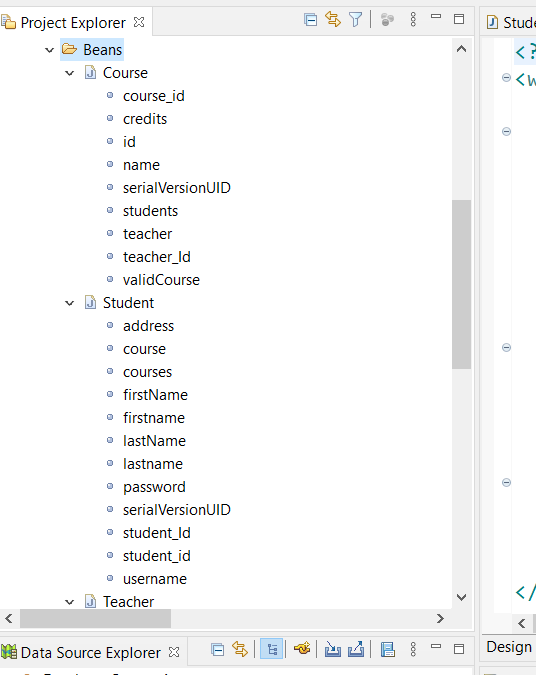 Project Explorer
Beans
Course
course_id
credits
id
name
serialVersionUID
students
teacher
teacher_Id
validCourse
Student
address
course
courses
firstName
firstname
lastName
lastname
password
serialVersionUID
student_Id
student_id
username
Teacher
Data Source Explorer
Stude
<?
<w
</
Design